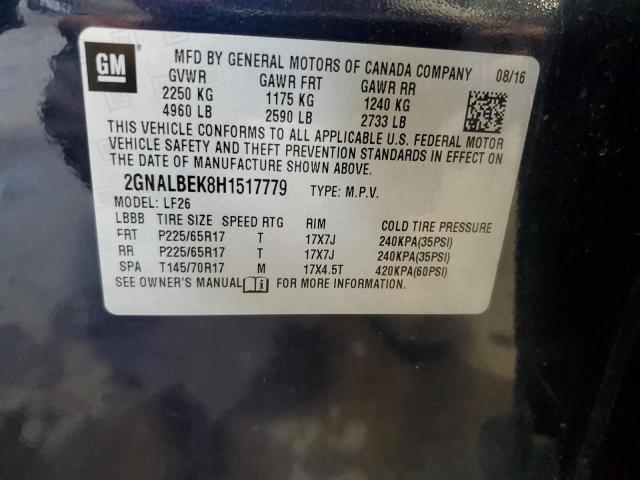 GM
MFD BY GENERAL MOTORS OF CANADA COMPANY 08/16
GVWR GAWR FRT GAWR RR
2250 KG 1175 KG 1240 KG
4960 LB 2590 LB 2733 LB
THIS VEHICLE CONFORMS TO ALL APPLICABLE U.S. FEDERAL MOTOR
VEHICLE SAFETY AND THEFT PREVENTION STANDARDS IN EFFECT ON
THE DATE OF MANUFACTURE SHOWN ABOVE.
2GNALBEK8H1517779 TYPE: M.P.V.
MODEL: LF26
LBBB TIRE SIZE SPEED RTG RIM COLD TIRE PRESSURE
FRT P225/65R17 T 17X7J 240KPA(35PSI)
RR P225/65R17 T 17X7J 240KPA(35PSI)
SPA T145/70R17 M 17X4.5T 420KPA(60PSI)
SEE OWNER'S MANUAL FOR MORE INFORMATION.